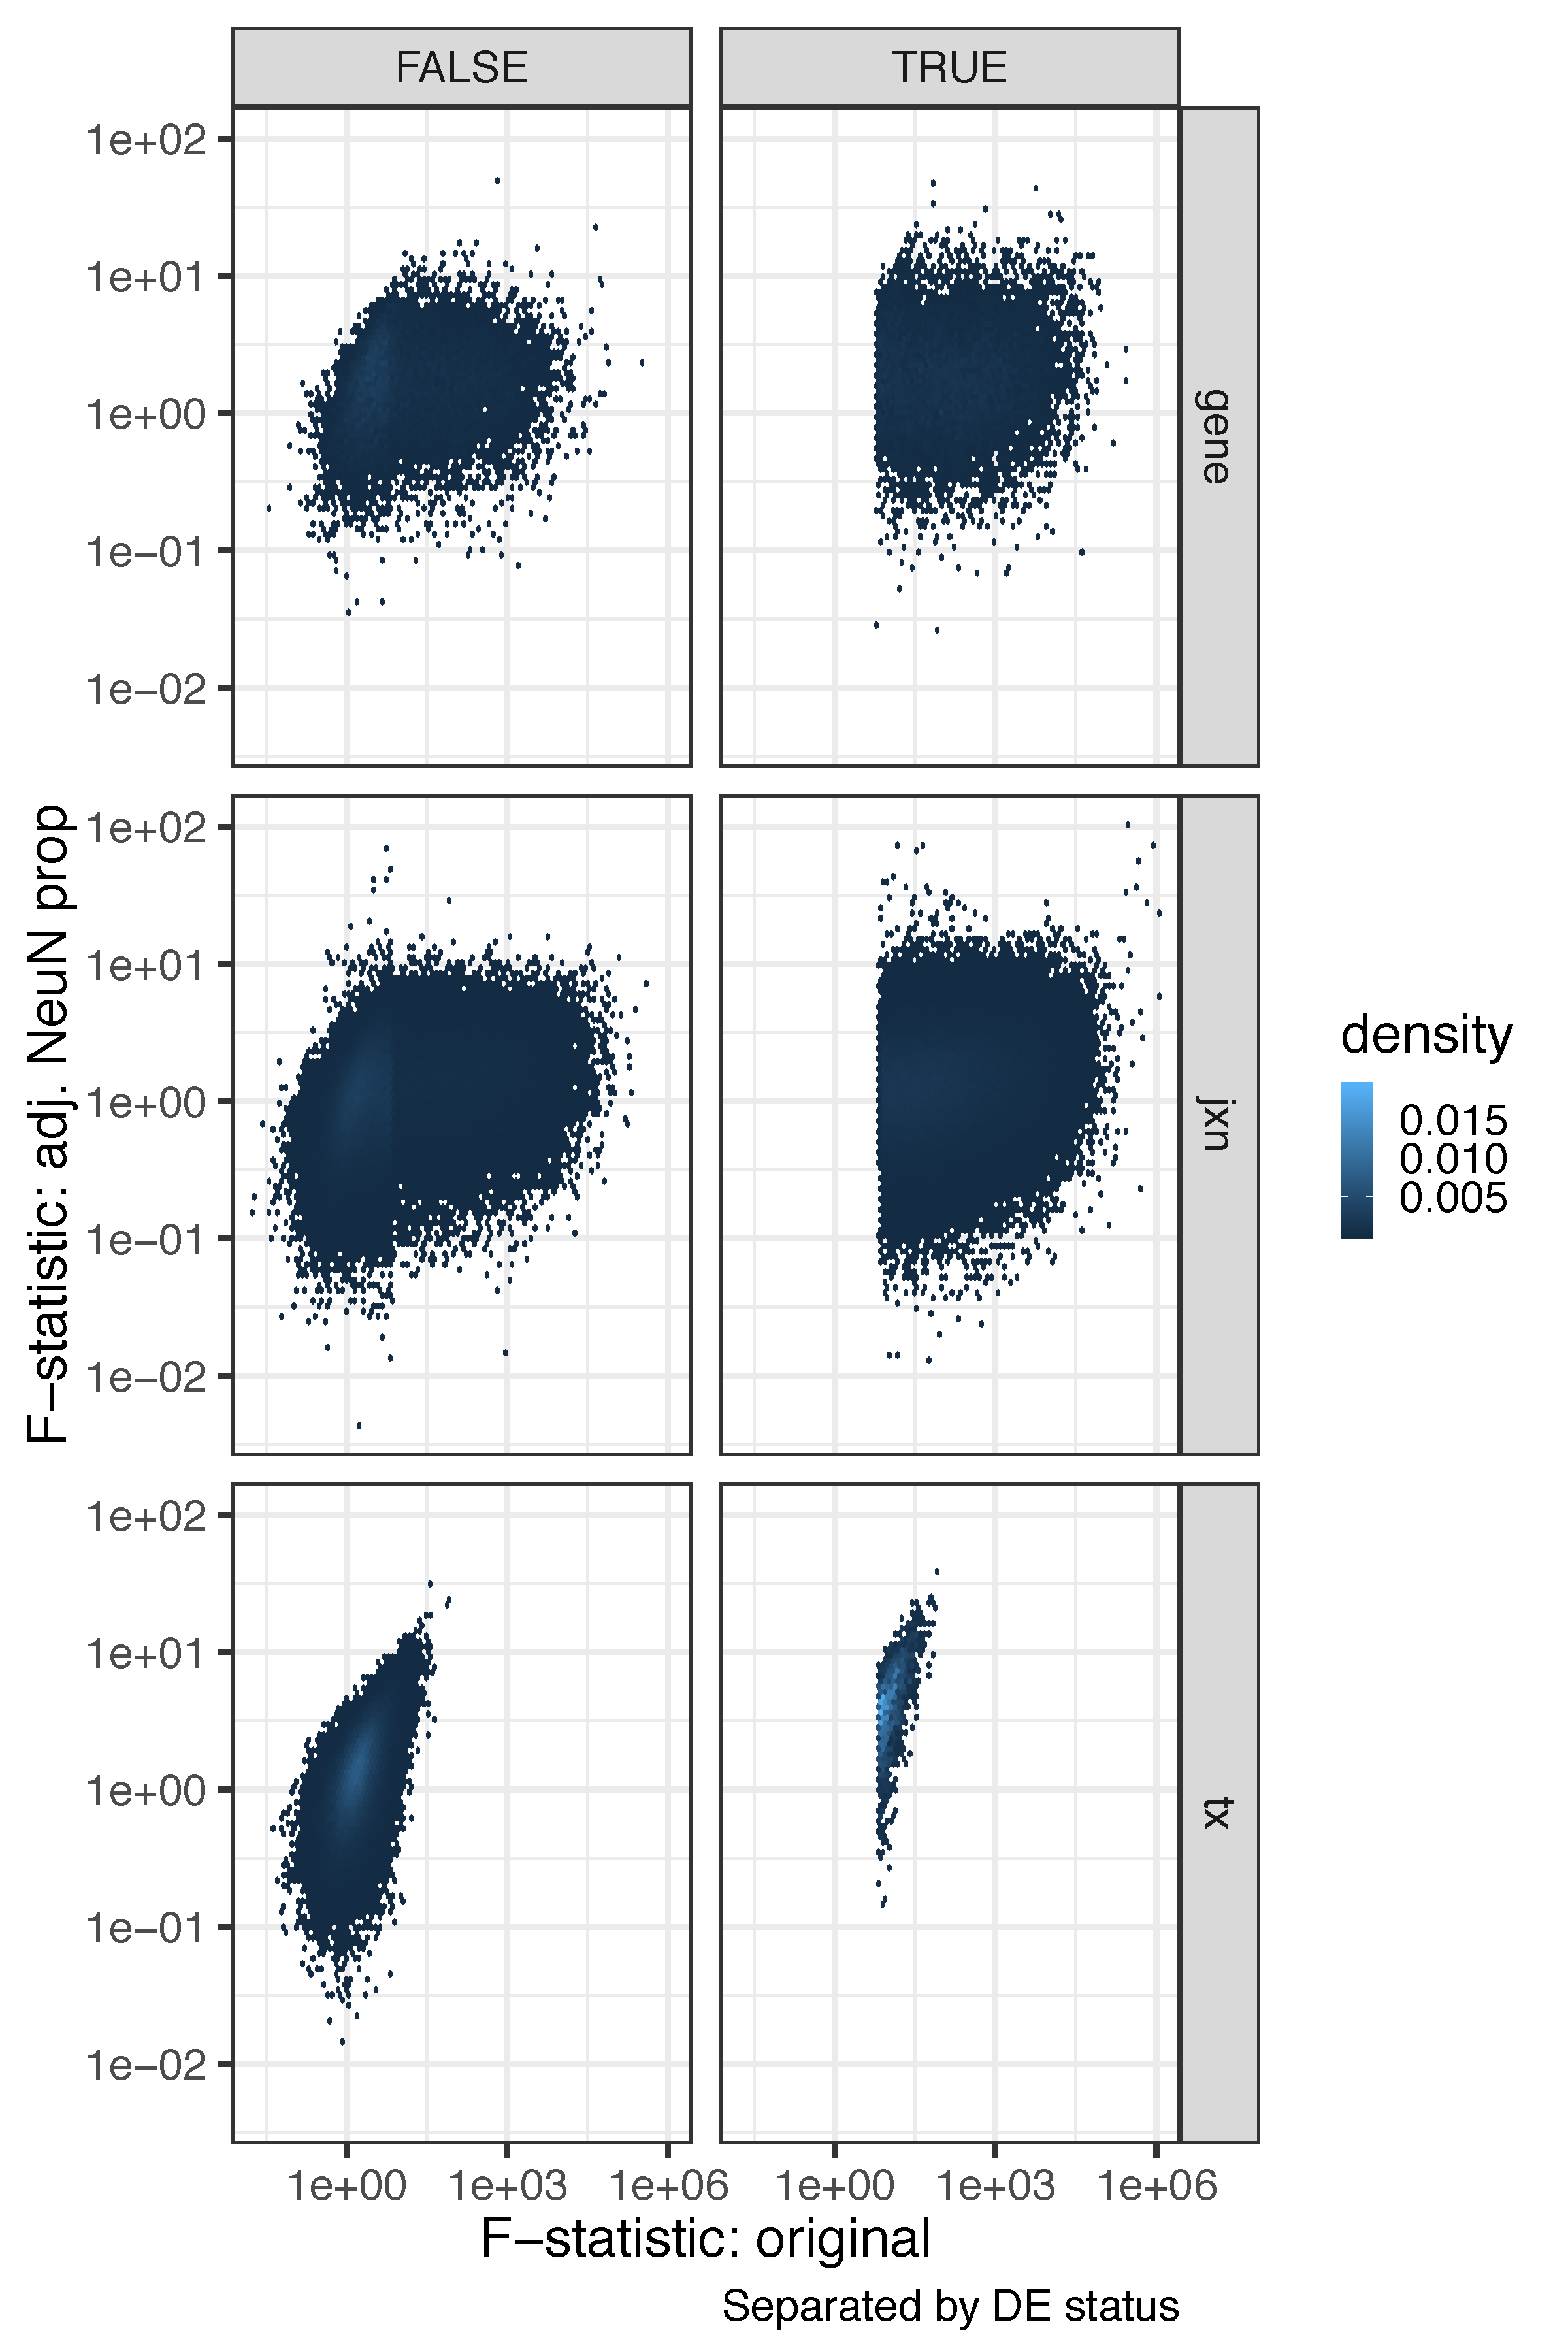 FALSE
TRUE
1e+02
1e+01
1e+00
1e−01
1e−02
gene
1e+02
1e+01
1e+00
1e−01
1e−02
jxn
1e+02
1e+01
1e+00
1e−01
1e−02
tx
F−statistic: adj. NeuN prop
1e+00 1e+03 1e+06
1e+00 1e+03 1e+06
F−statistic: original
Separated by DE status
density
0.015
0.010
0.005